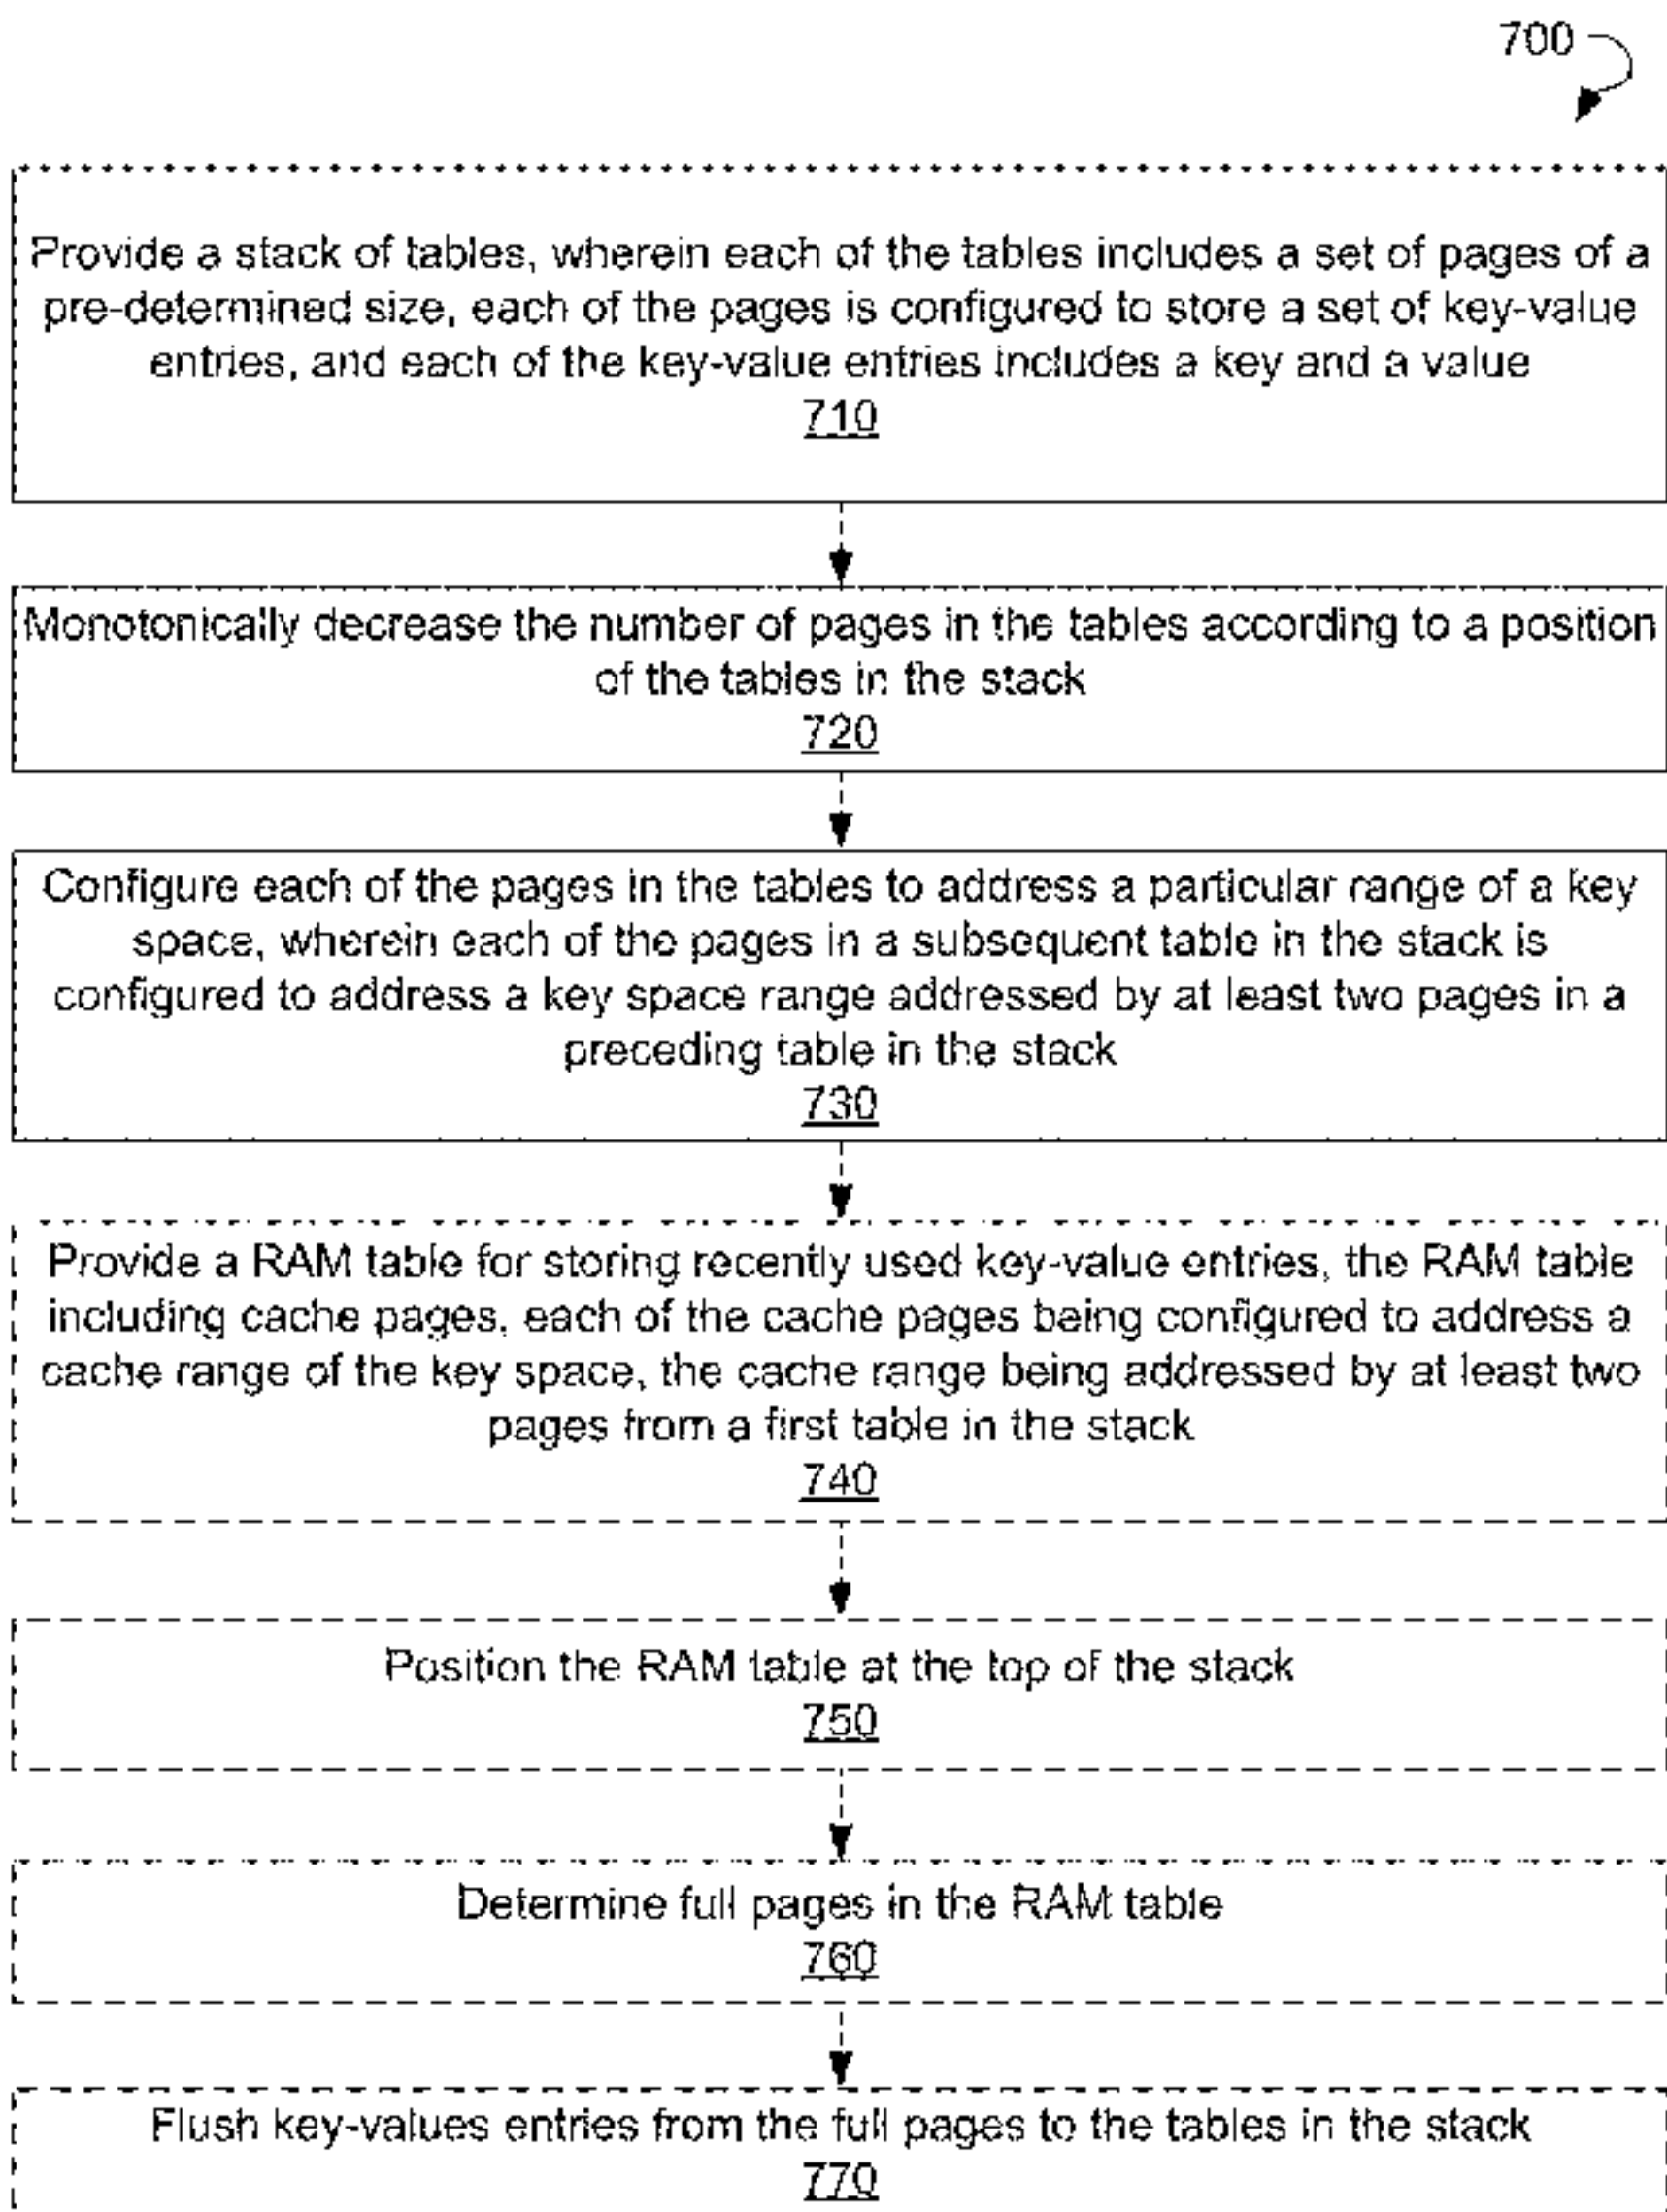 700
Provide a stack of tables, wherein each of the tables includes a set of pages of a
pre-determined size, each of the pages is configured to store a set of key-value
entries, and each of the key-value entries includes a key and a value
710
Monotonically decrease the number of pages in the tables according to a position
of the tables in the stack
720
Configure each of the pages in the tables to address a particular range of a key
space, wherein each of the pages in a subsequent table in the stack is
configured to address a key space range addressed by at least two pages in a
preceding table in the stack
730
Provide a RAM table for storing recently used key-value entries, the RAM table
including cache pages, each of the cache pages being configured to address a
cache range of the key space, the cache range being addressed by at least two
pages from a first table in the stack
740
Position the RAM table at the top of the stack
750
Determine full pages in the RAM table
760
Flush key-values entries from the full pages to the tables in the stack
770